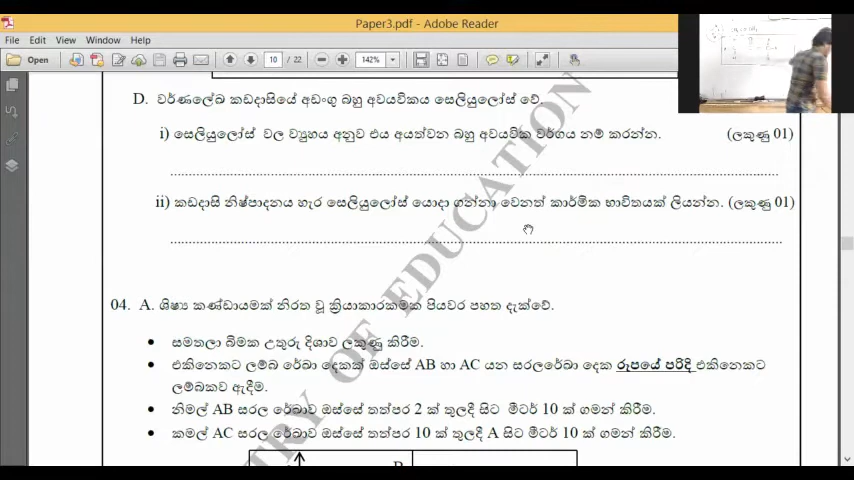 Paper3.pdf - Adobe Reader
File Edit View Window Help
Open 10 / 22 142%
D. වර්ණලේඛ කඩදාසියේ අඩංගු බහු අවයවිකය සෙලියුලෝස් වේ.
i) සෙලියුලෝස් වල ව්‍යුහය අනුව එය අයත්වන බහු අවයවික වර්ගය නම් කරන්න. (ලකුණු 01)
ii) කඩදාසි නිෂ්පාදනය හැර සෙලියුලෝස් යොදා ගන්නා වෙනත් කාර්මික භාවිතයක් ලියන්න. (ලකුණු 01)
04. A. ශිෂ්‍ය කණ්ඩායමක් නිරත වූ ක්‍රියාකාරකමක පියවර පහත දැක්වේ.
• සමතලා බිමක උතුරු දිශාව ලකුණු කිරීම.
• එකිනෙකට ලම්බ රේඛා දෙකක් ඔස්සේ AB හා AC යන සරලරේඛා දෙක රූපයේ පරිදි එකිනෙකට
ලම්බකව ඇදීම.
• නිමල් AB සරල රේඛාව ඔස්සේ තත්පර 2 ක් තුලදී සිට මීටර් 10 ක් ගමන් කිරීම.
• කමල් AC සරල රේඛාව ඔස්සේ තත්පර 10 ක් තුලදී A සිට මීටර් 10 ක් ගමන් කිරීම.
B
TRY OF EDUCATION